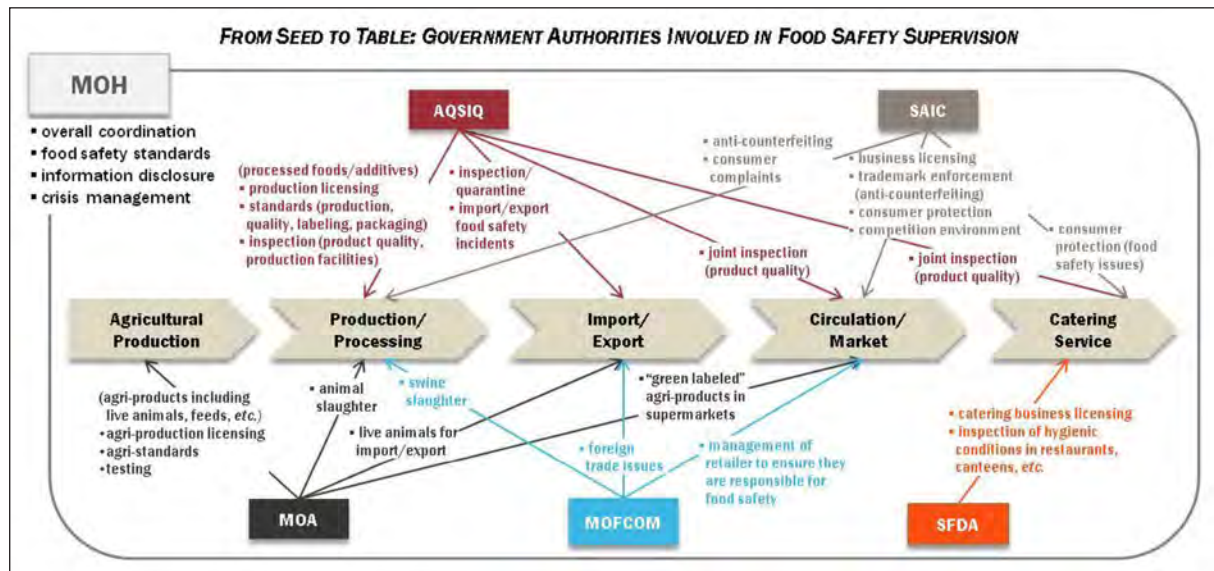 FROM SEED TO TABLE: GOVERNMENT AUTHORITIES INVOLVED IN FOOD SAFETY SUPERVISION
MOH
▪ overall coordination
▪ food safety standards
▪ information disclosure
▪ crisis management
AQSIQ
(processed foods/additives)
▪ production licensing
▪ standards (production,
quality, labeling, packaging)
▪ inspection (product quality,
production facilities)
▪ inspection/
quarantine
▪ import/export
food safety
incidents
▪ joint inspection
(product quality)
▪ joint inspection
(product quality)
SAIC
▪ anti-counterfeiting
▪ consumer
complaints
▪ business licensing
▪ trademark enforcement
(anti-counterfeiting)
▪ consumer protection
▪ competition environment
▪ consumer
protection (food
safety issues)
Agricultural
Production
Production/
Processing
Import/
Export
Circulation/
Market
Catering
Service
(agri-products including
live animals, feeds, etc.)
▪ agri-production licensing
▪ agri-standards
▪ testing
▪ animal
slaughter
▪ swine
slaughter
▪ live animals for
import/export
▪ "green labeled"
agri-products in
supermarkets
▪ foreign
trade issues
▪ management of
retailer to ensure they
are responsible for
food safety
▪ catering business licensing
▪ inspection of hygienic
conditions in restaurants,
canteens, etc.
MOA
MOFCOM
SFDA